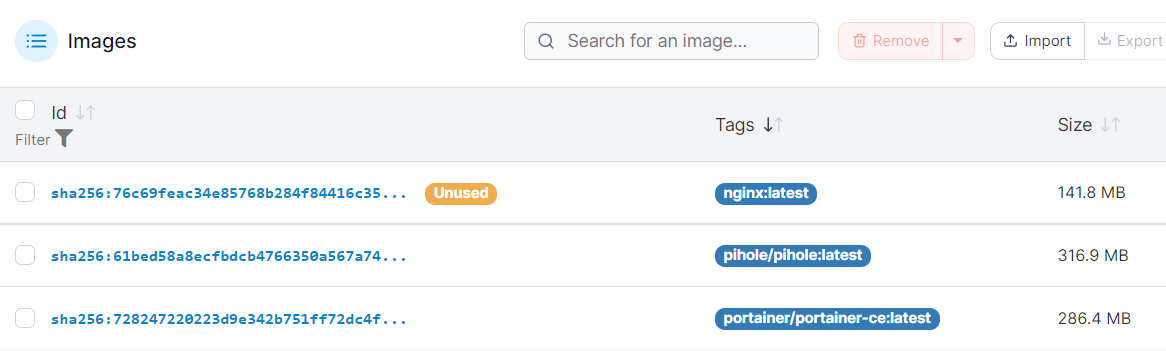 Images
Search for an image...
Remove
Import
Export
Id
Filter
Tags
Size
sha256:76c69feac34e85768b284f84416c35... Unused nginx:latest 141.8 MB
sha256:61bed58a8ecfbdcb4766350a567a74... pihole/pihole:latest 316.9 MB
sha256:728247220223d9e342b751ff72dc4f... portainer/portainer-ce:latest 286.4 MB